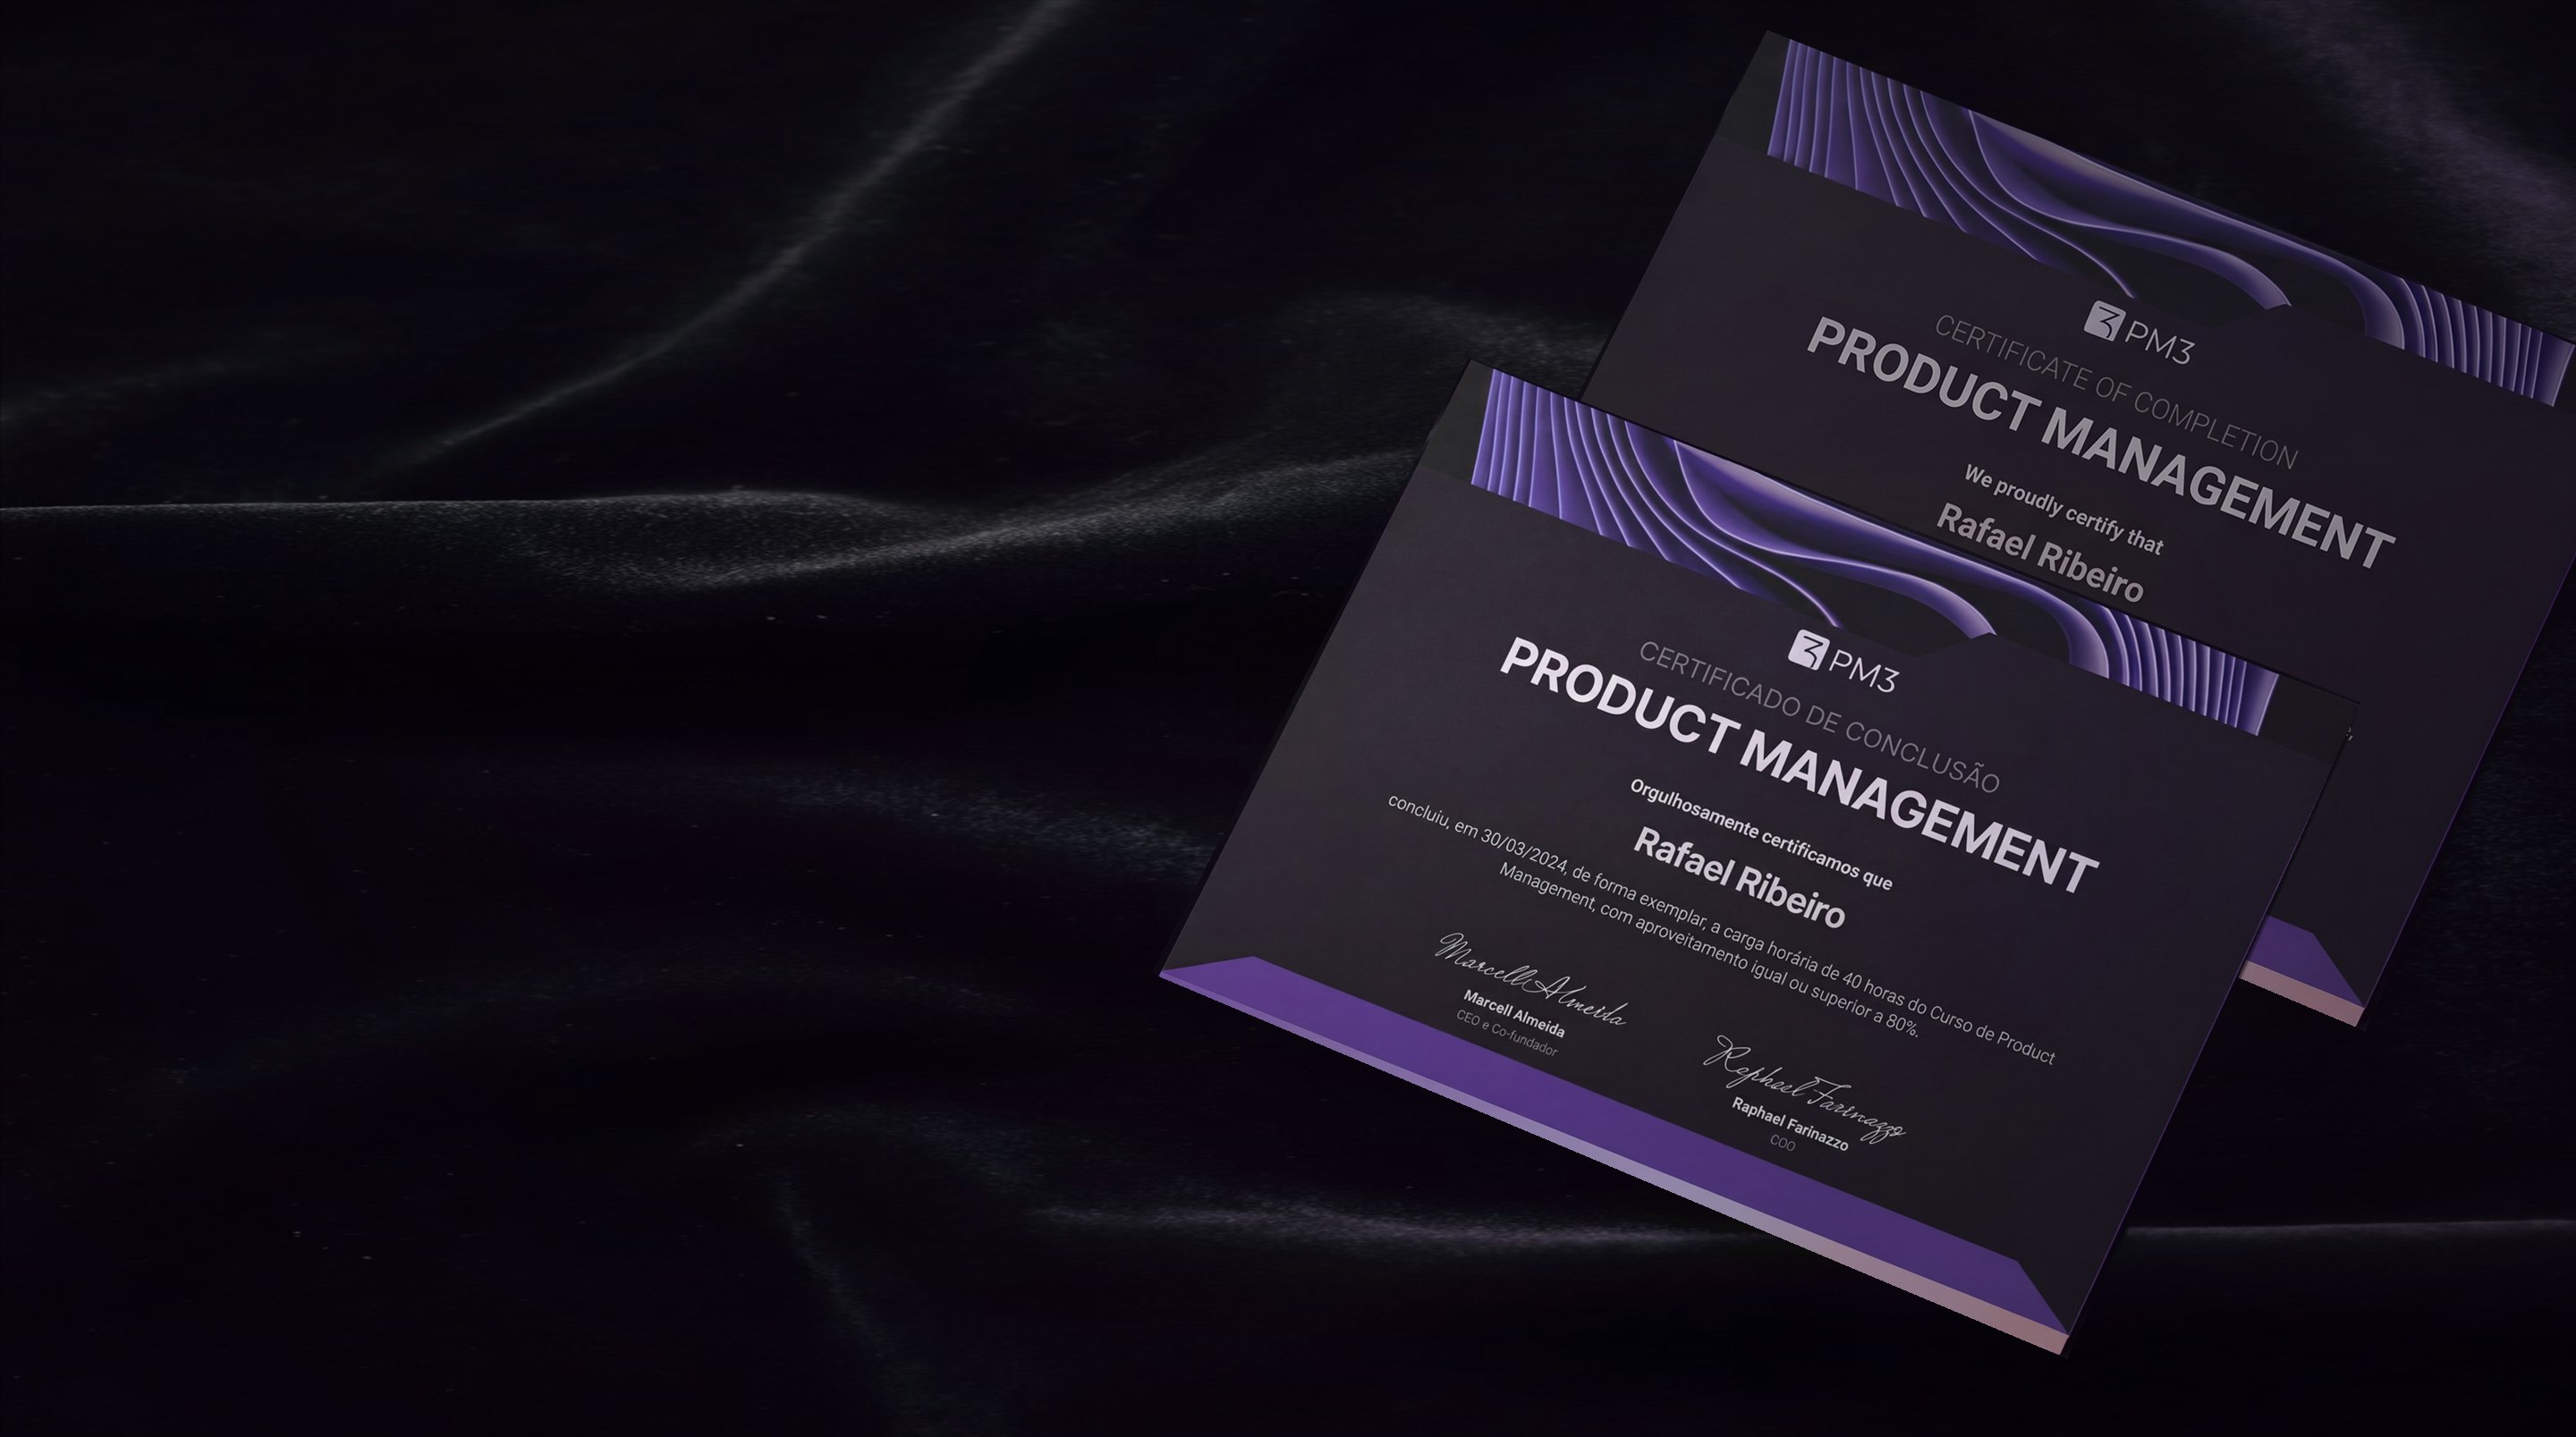 PM3
CERTIFICATE OF COMPLETION
PRODUCT MANAGEMENT
We proudly certify that
Rafael Ribeiro
PM3
CERTIFICADO DE CONCLUSÃO
PRODUCT MANAGEMENT
Orgulhosamente certificamos que
Rafael Ribeiro
concluiu, em 30/03/2024, de forma exemplar, a carga horária de 40 horas do Curso de Product
Management, com aproveitamento igual ou superior a 80%.
Marcell Almeida
Marcell Almeida
CEO e Co-fundador
Raphael Farinazzo
Raphael Farinazzo
COO